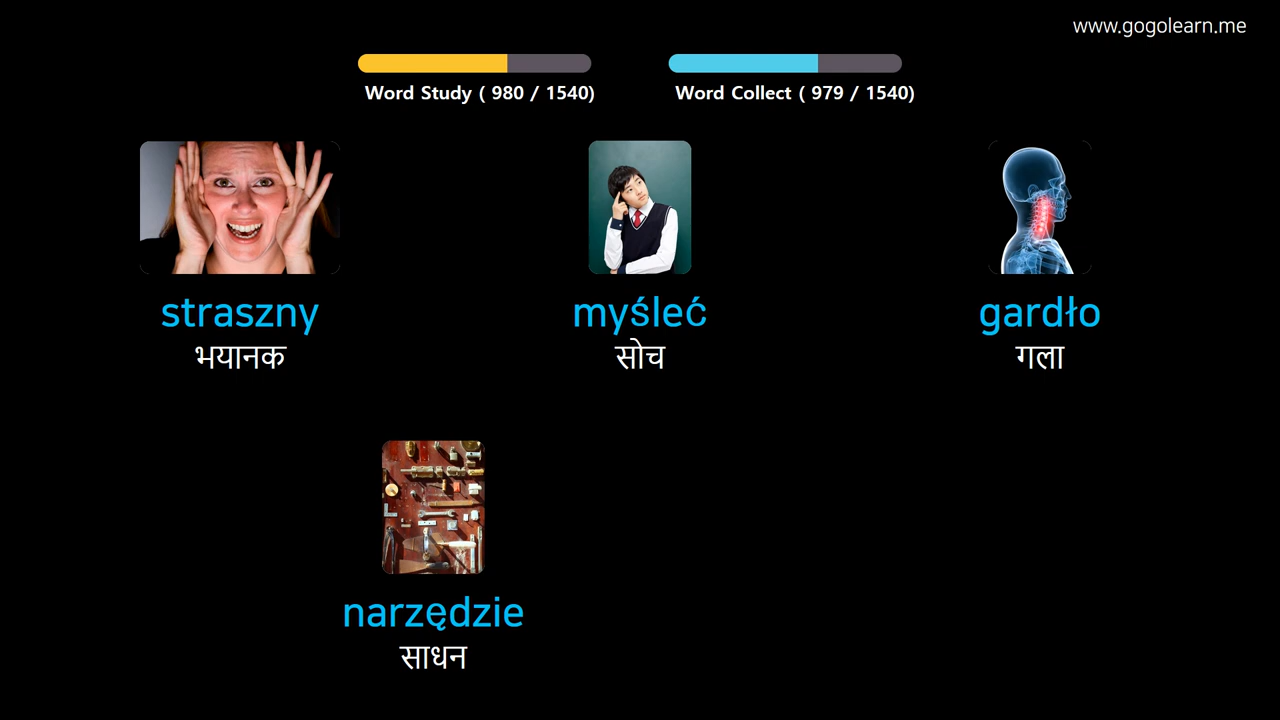 www.gogolearn.me
Word Study ( 980 / 1540)
Word Collect ( 979 / 1540)
straszny
भयानक
myśleć
सोच
gardło
गला
narzędzie
साधन